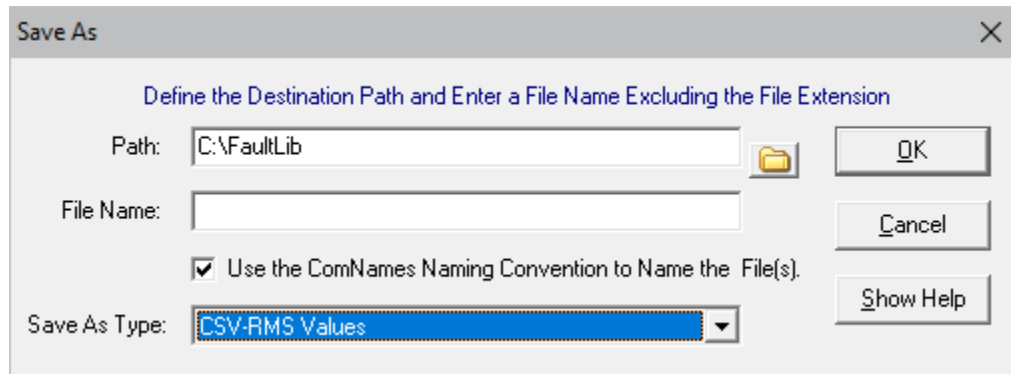 Save As
Define the Destination Path and Enter a File Name Excluding the File Extension
Path: C:\FaultLib
OK
File Name:
Cancel
Use the ComNames Naming Convention to Name the File(s).
Show Help
Save As Type: CSV-RMS Values